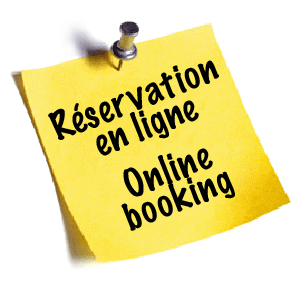 Réservation
en ligne
Online
booking